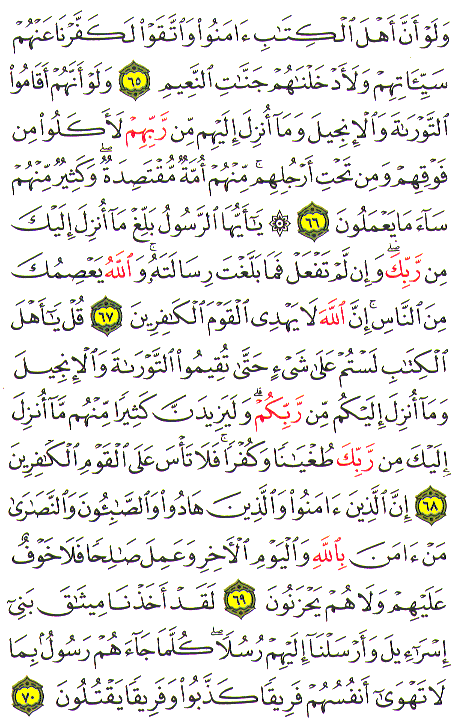 وَلَوْ أَنَّ أَهْلَ ٱلْكِتَٰبِ ءَامَنُوا۟ وَٱتَّقَوْا۟ لَكَفَّرْنَا عَنْهُمْ
سَيِّـَٔاتِهِمْ وَلَأَدْخَلْنَٰهُمْ جَنَّٰتِ ٱلنَّعِيمِ ٦٥ وَلَوْ أَنَّهُمْ أَقَامُوا۟
ٱلتَّوْرَىٰةَ وَٱلْإِنجِيلَ وَمَآ أُنزِلَ إِلَيْهِم مِّن رَّبِّهِمْ لَأَكَلُوا۟ مِن
فَوْقِهِمْ وَمِن تَحْتِ أَرْجُلِهِم ۚ مِّنْهُمْ أُمَّةٌ مُّقْتَصِدَةٌ ۖ وَكَثِيرٌ مِّنْهُمْ
سَآءَ مَا يَعْمَلُونَ ٦٦ ۞ يَٰٓأَيُّهَا ٱلرَّسُولُ بَلِّغْ مَآ أُنزِلَ إِلَيْكَ
مِن رَّبِّكَ ۖ وَإِن لَّمْ تَفْعَلْ فَمَا بَلَّغْتَ رِسَالَتَهُۥ ۚ وَٱللَّهُ يَعْصِمُكَ
مِنَ ٱلنَّاسِ ۗ إِنَّ ٱللَّهَ لَا يَهْدِى ٱلْقَوْمَ ٱلْكَٰفِرِينَ ٦٧ قُلْ يَٰٓأَهْلَ
ٱلْكِتَٰبِ لَسْتُمْ عَلَىٰ شَىْءٍ حَتَّىٰ تُقِيمُوا۟ ٱلتَّوْرَىٰةَ وَٱلْإِنجِيلَ
وَمَآ أُنزِلَ إِلَيْكُم مِّن رَّبِّكُمْ ۗ وَلَيَزِيدَنَّ كَثِيرًا مِّنْهُم مَّآ أُنزِلَ
إِلَيْكَ مِن رَّبِّكَ طُغْيَٰنًا وَكُفْرًا ۖ فَلَا تَأْسَ عَلَى ٱلْقَوْمِ ٱلْكَٰفِرِينَ
٦٨ إِنَّ ٱلَّذِينَ ءَامَنُوا۟ وَٱلَّذِينَ هَادُوا۟ وَٱلصَّٰبِـُٔونَ وَٱلنَّصَٰرَىٰ
مَنْ ءَامَنَ بِٱللَّهِ وَٱلْيَوْمِ ٱلْءَاخِرِ وَعَمِلَ صَٰلِحًا فَلَا خَوْفٌ
عَلَيْهِمْ وَلَا هُمْ يَحْزَنُونَ ٦٩ لَقَدْ أَخَذْنَا مِيثَٰقَ بَنِىٓ
إِسْرَٰٓءِيلَ وَأَرْسَلْنَآ إِلَيْهِمْ رُسُلًا ۖ كُلَّمَا جَآءَهُمْ رَسُولٌۢ بِمَا
لَا تَهْوَىٰٓ أَنفُسُهُمْ فَرِيقًا كَذَّبُوا۟ وَفَرِيقًا يَقْتُلُونَ ٧٠